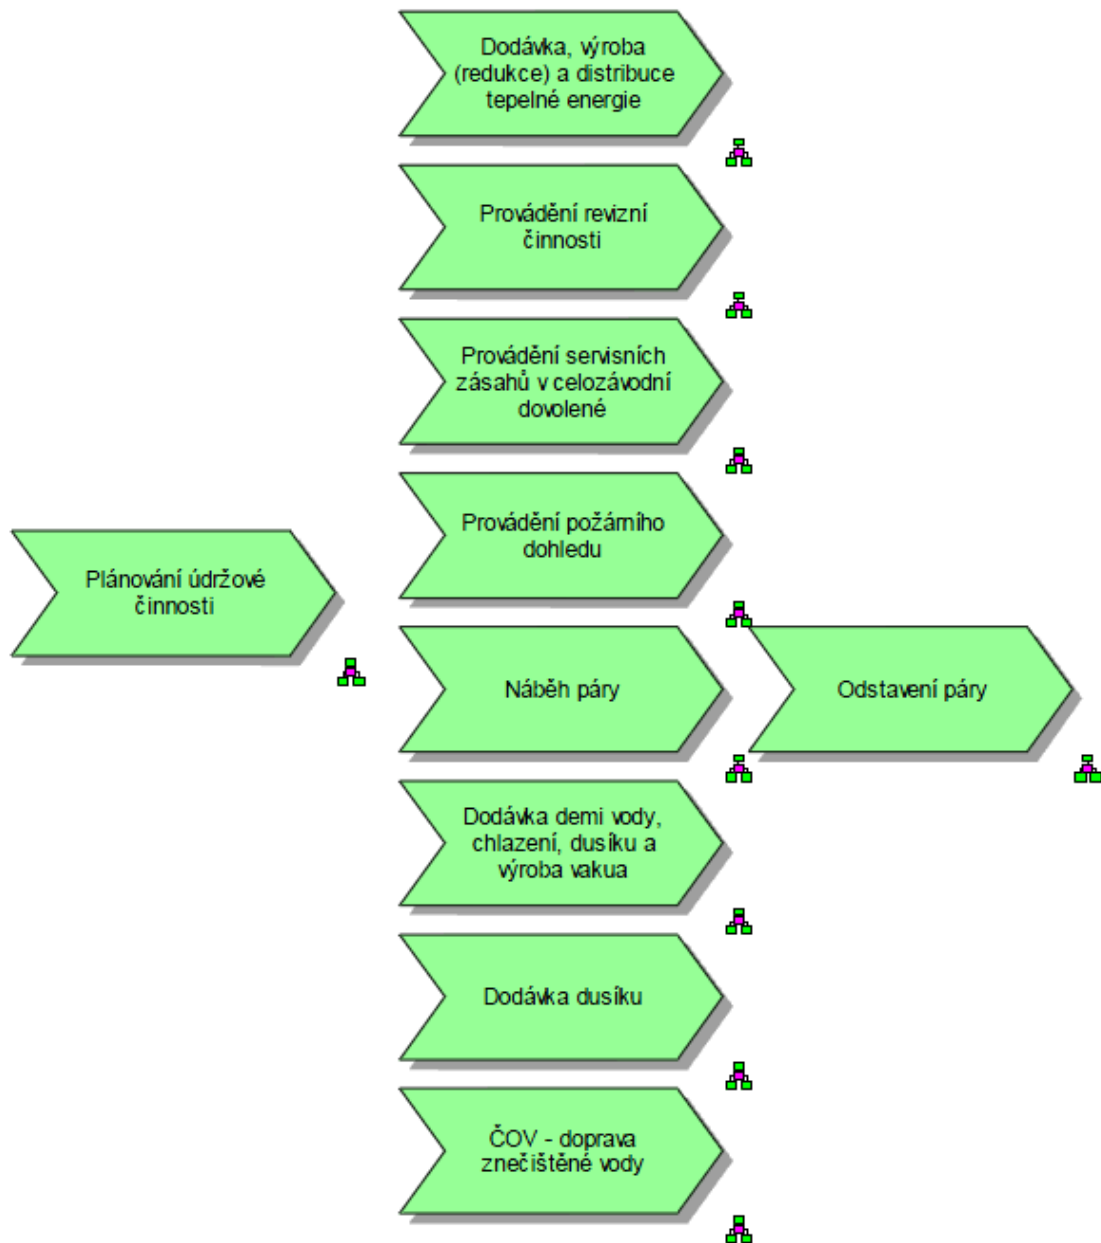 Dodávka, výroba
(redukce) a distribuce
tepelné energie
Provádění revizní
činnosti
Provádění servisních
zásahů v celozávodní
dovolené
Provádění požárního
dohledu
Plánování údržové
činnosti
Náběh páry
Odstavení páry
Dodávka demi vody,
chlazení, dusíku a
výroba vakua
Dodávka dusíku
ČOV - doprava
znečištěné vody